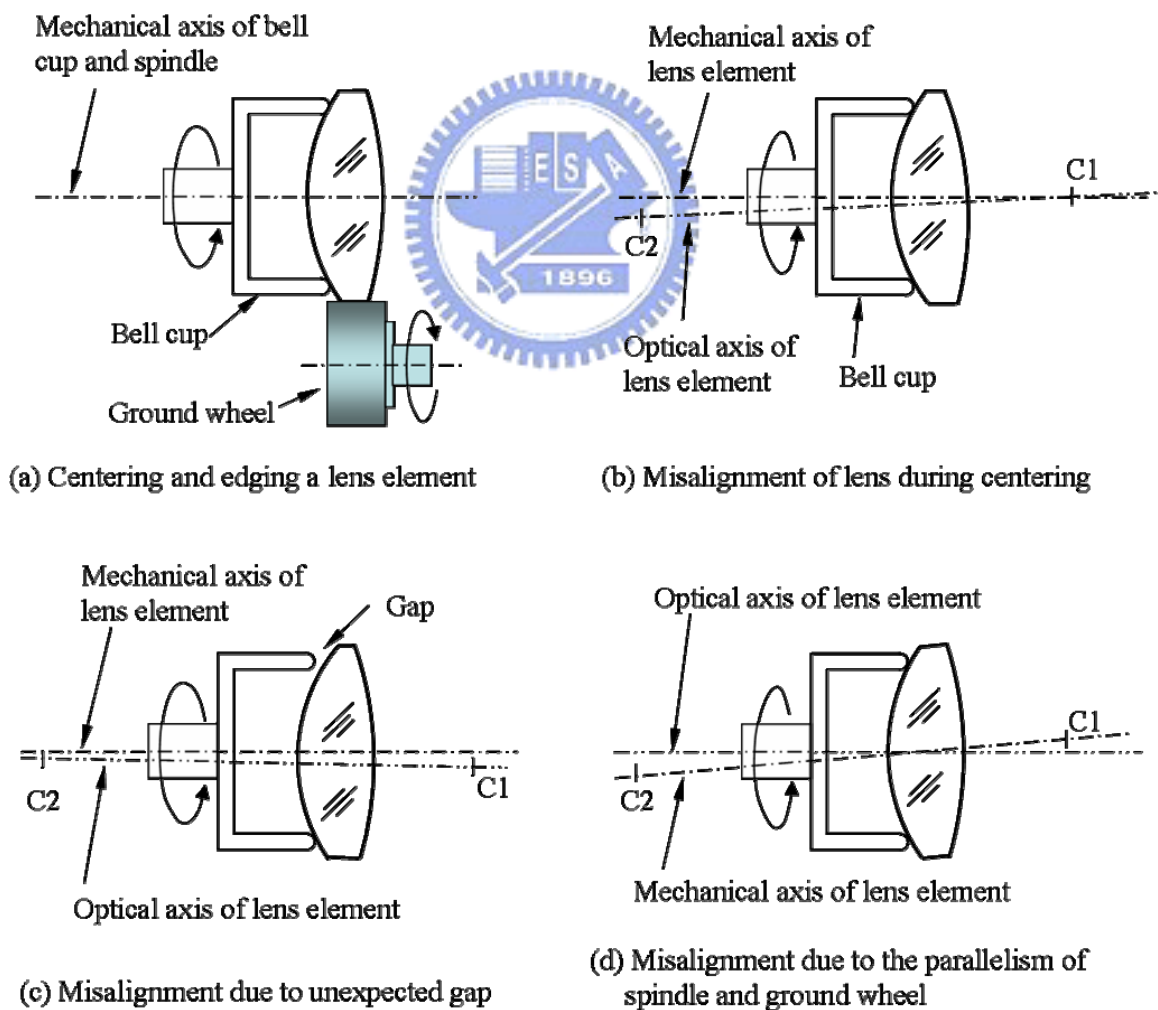 Mechanical axis of bell
cup and spindle
Bell cup
Ground wheel
(a) Centering and edging a lens element
Mechanical axis of
lens element
C1
C2
Optical axis of
lens element
Bell cup
(b) Misalignment of lens during centering
E S A
1896
Mechanical axis of
lens element
Gap
C2
C1
Optical axis of lens element
(c) Misalignment due to unexpected gap
Optical axis of lens element
C1
C2
Mechanical axis of lens element
(d) Misalignment due to the parallelism of
spindle and ground wheel